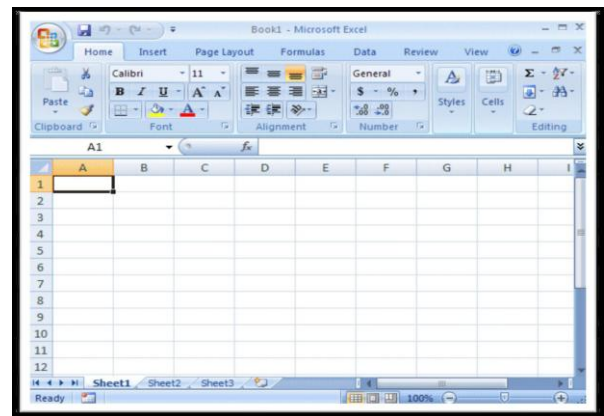 Book1 - Microsoft Excel
Home Insert Page Layout Formulas Data Review View
Calibri 11 General
Paste B I U A A A $ % , Styles Cells Σ
Clipboard Font Alignment Number Editing
A1 fx
A B C D E F G H I
1
2
3
4
5
6
7
8
9
10
11
12
Sheet1 Sheet2 Sheet3
Ready 100%